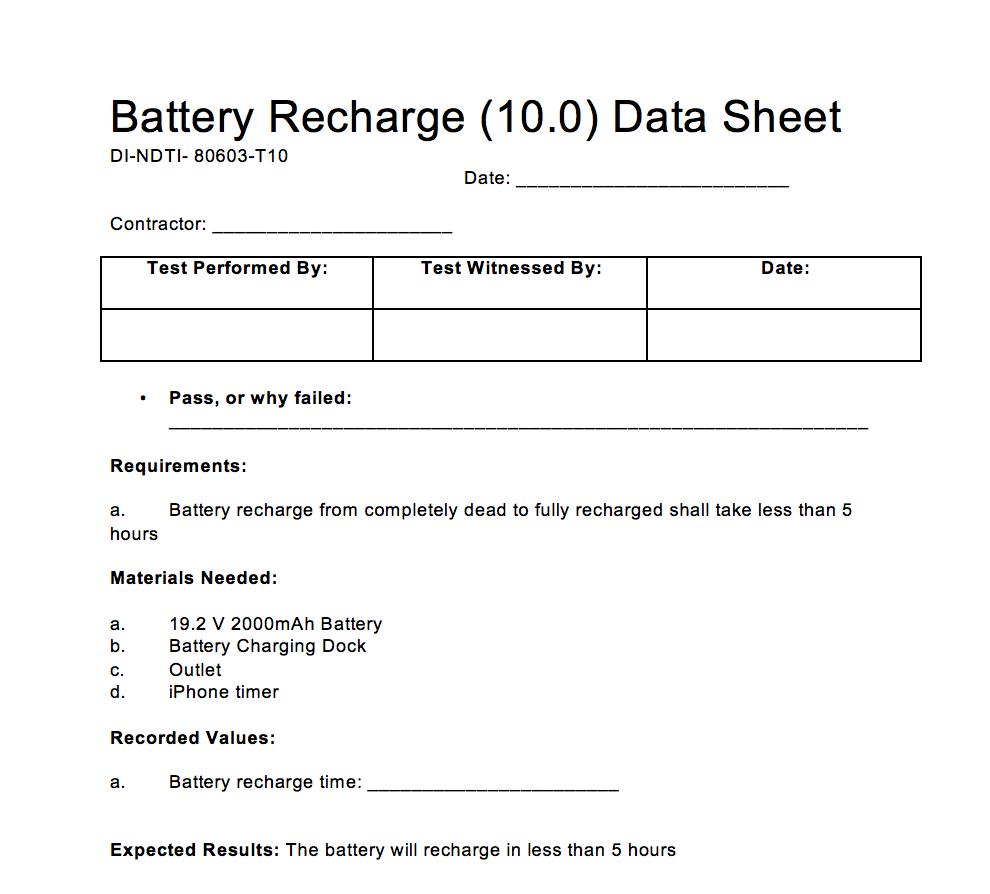 Battery Recharge (10.0) Data Sheet
DI-NDTI- 80603-T10
Date: _________________________
Contractor: ______________________
Test Performed By: Test Witnessed By: Date:
• Pass, or why failed:
________________________________________________________________
Requirements:
a. Battery recharge from completely dead to fully recharged shall take less than 5
hours
Materials Needed:
a. 19.2 V 2000mAh Battery
b. Battery Charging Dock
c. Outlet
d. iPhone timer
Recorded Values:
a. Battery recharge time: _______________________
Expected Results: The battery will recharge in less than 5 hours